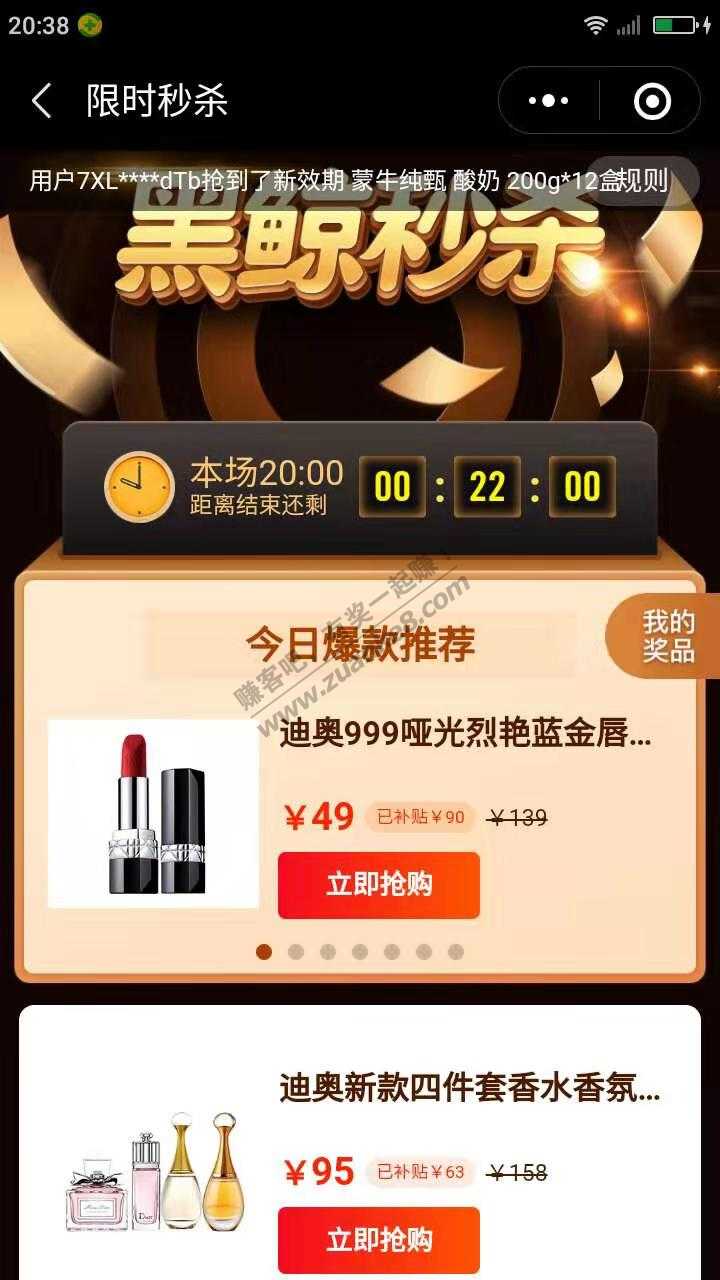 20:38
限时秒杀
用户7XL****dTb抢到了新效期 蒙牛纯甄 酸奶 200g*12盒
规则
黑鲸秒杀
本场20:00
距离结束还剩
00 : 22 : 00
今日爆款推荐
我的
奖品
赚客吧,有奖一起赚!
www.zuanke8.com
迪奥999哑光烈艳蓝金唇...
￥49 已补贴￥90 ￥139
立即抢购
迪奥新款四件套香水香氛...
￥95 已补贴￥63 ￥158
立即抢购